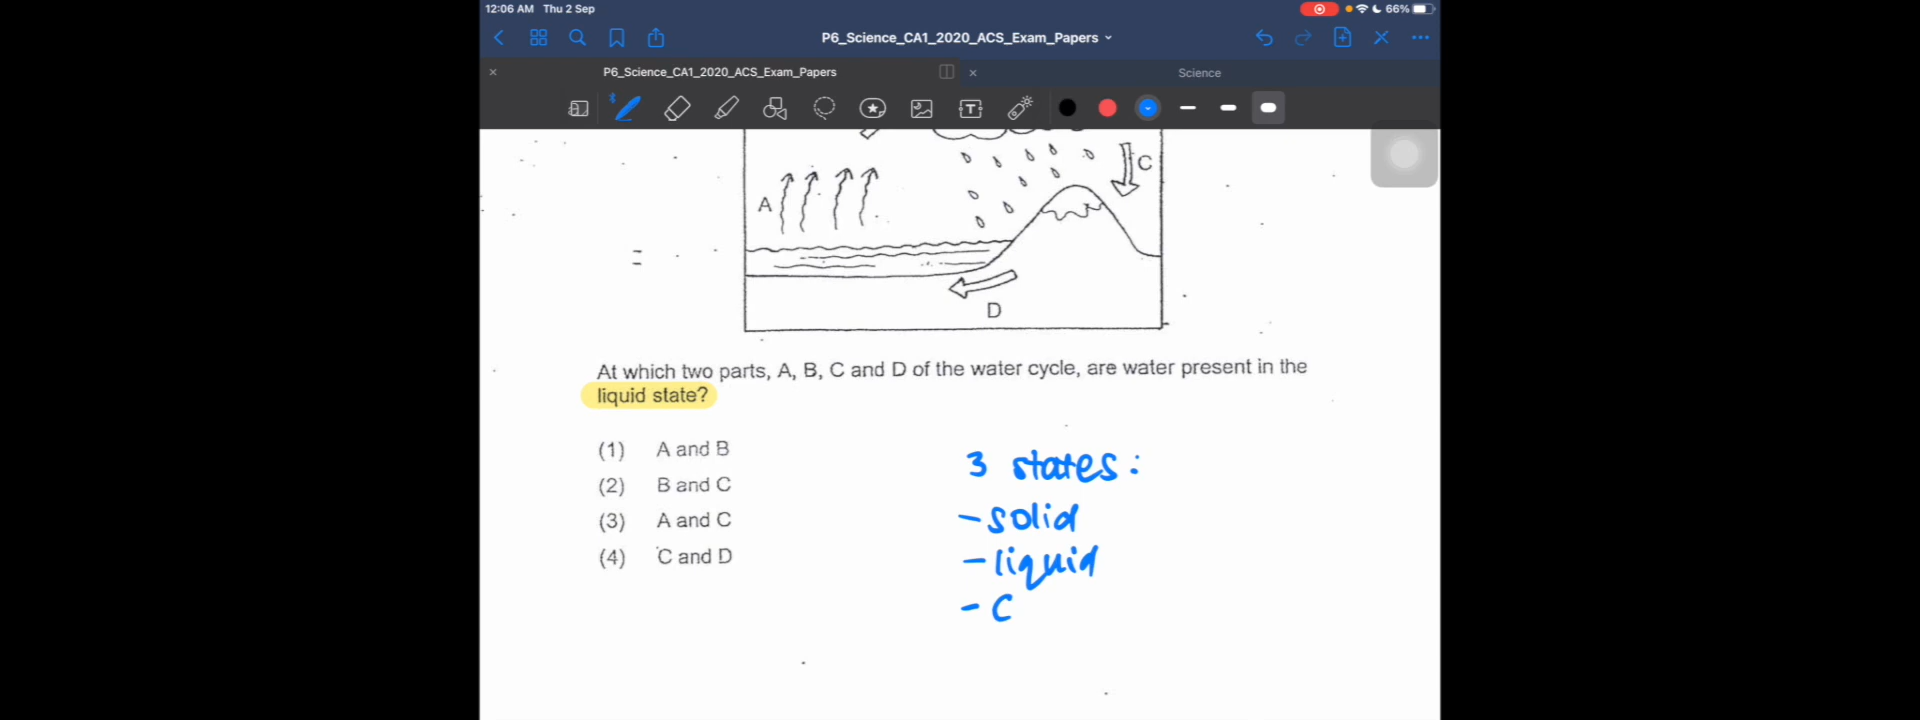 12:06 AM Thu 2 Sep
66%
P6_Science_CA1_2020_ACS_Exam_Papers
P6_Science_CA1_2020_ACS_Exam_Papers
Science
T
C
A
D
At which two parts, A, B, C and D of the water cycle, are water present in the
liquid state?
(1) A and B
(2) B and C
(3) A and C
(4) C and D
3 states:
- solid
- liquid
- C